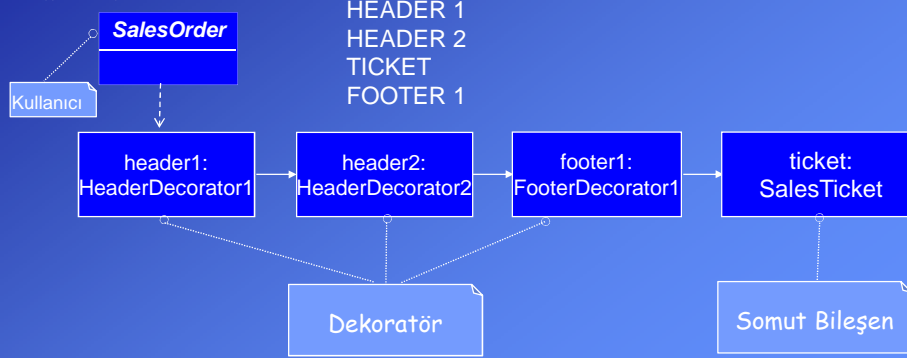 HEADER 1
HEADER 2
TICKET
FOOTER 1
SalesOrder
Kullanıcı
header1:
HeaderDecorator1
header2:
HeaderDecorator2
footer1:
FooterDecorator1
ticket:
SalesTicket
Dekoratör
Somut Bileşen